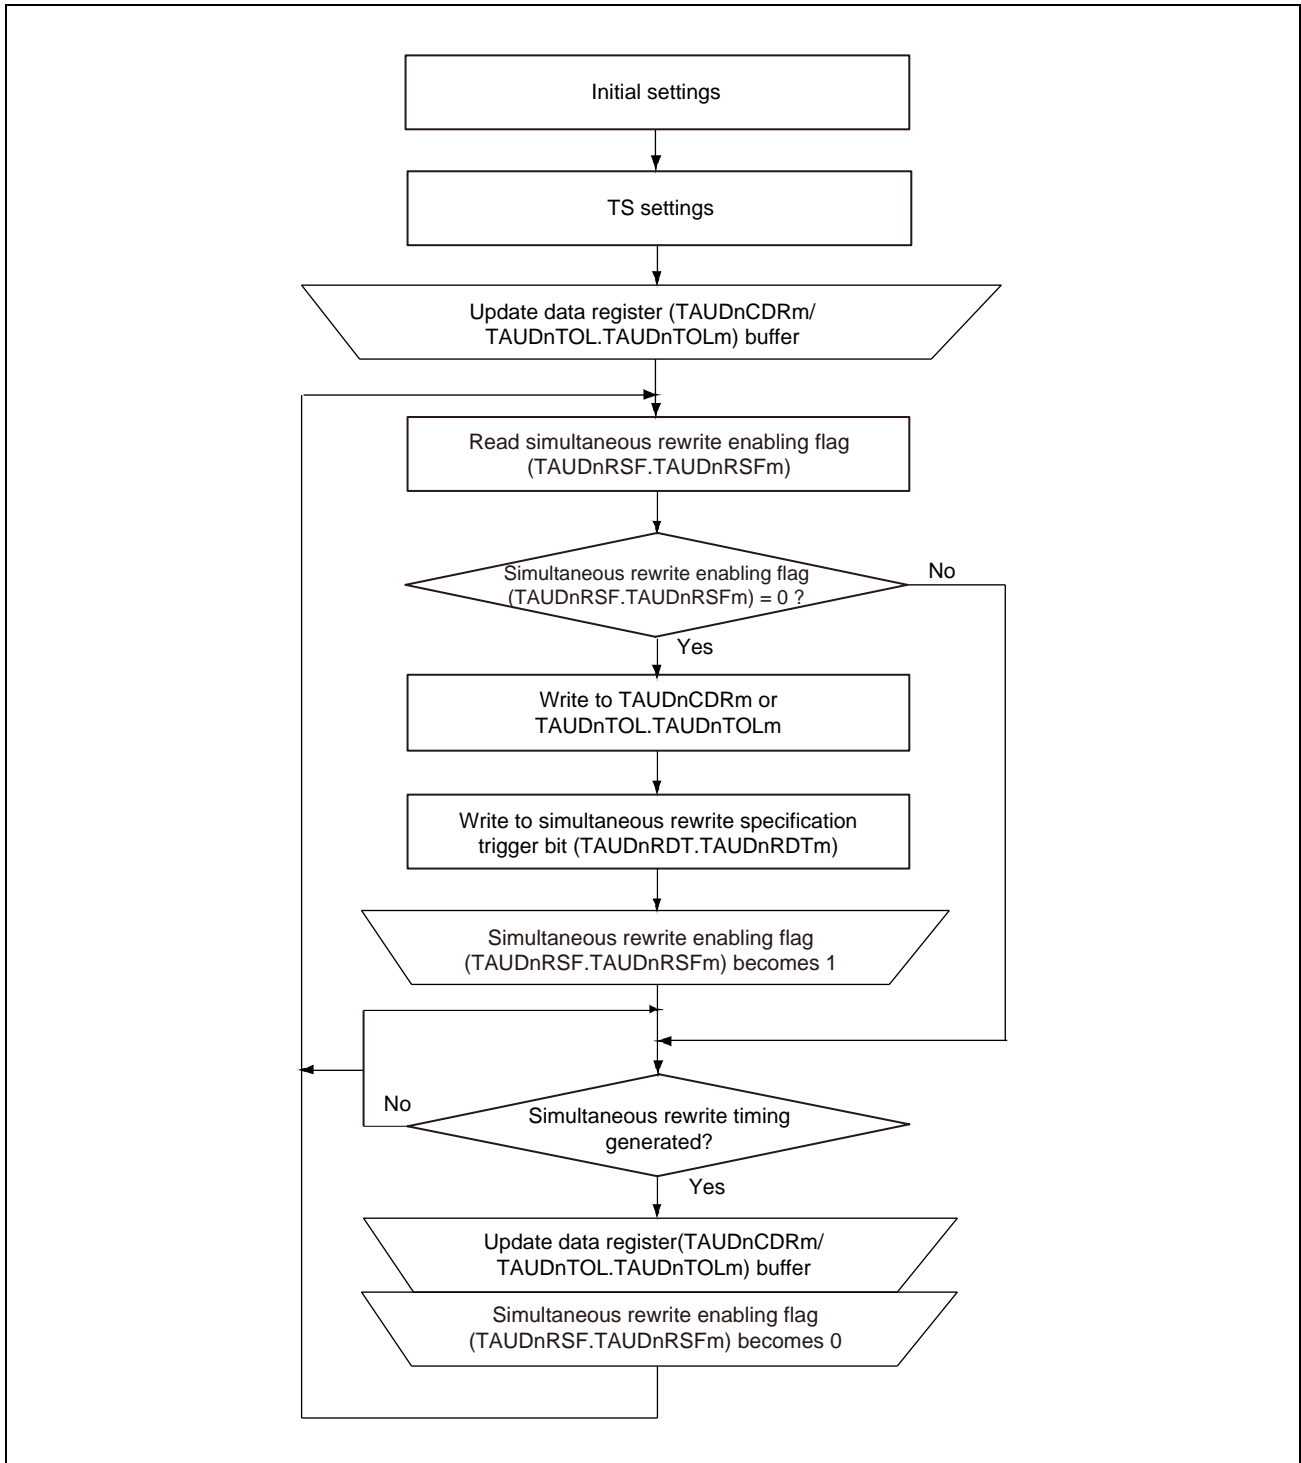 Initial settings
TS settings
Update data register (TAUDnCDRm/
TAUDnTOL.TAUDnTOLm) buffer
Read simultaneous rewrite enabling flag
(TAUDnRSF.TAUDnRSFm)
Simultaneous rewrite enabling flag
(TAUDnRSF.TAUDnRSFm) = 0 ?
No
Yes
Write to TAUDnCDRm or
TAUDnTOL.TAUDnTOLm
Write to simultaneous rewrite specification
trigger bit (TAUDnRDT.TAUDnRDTm)
Simultaneous rewrite enabling flag
(TAUDnRSF.TAUDnRSFm) becomes 1
No
Simultaneous rewrite timing
generated?
Yes
Update data register(TAUDnCDRm/
TAUDnTOL.TAUDnTOLm) buffer
Simultaneous rewrite enabling flag
(TAUDnRSF.TAUDnRSFm) becomes 0